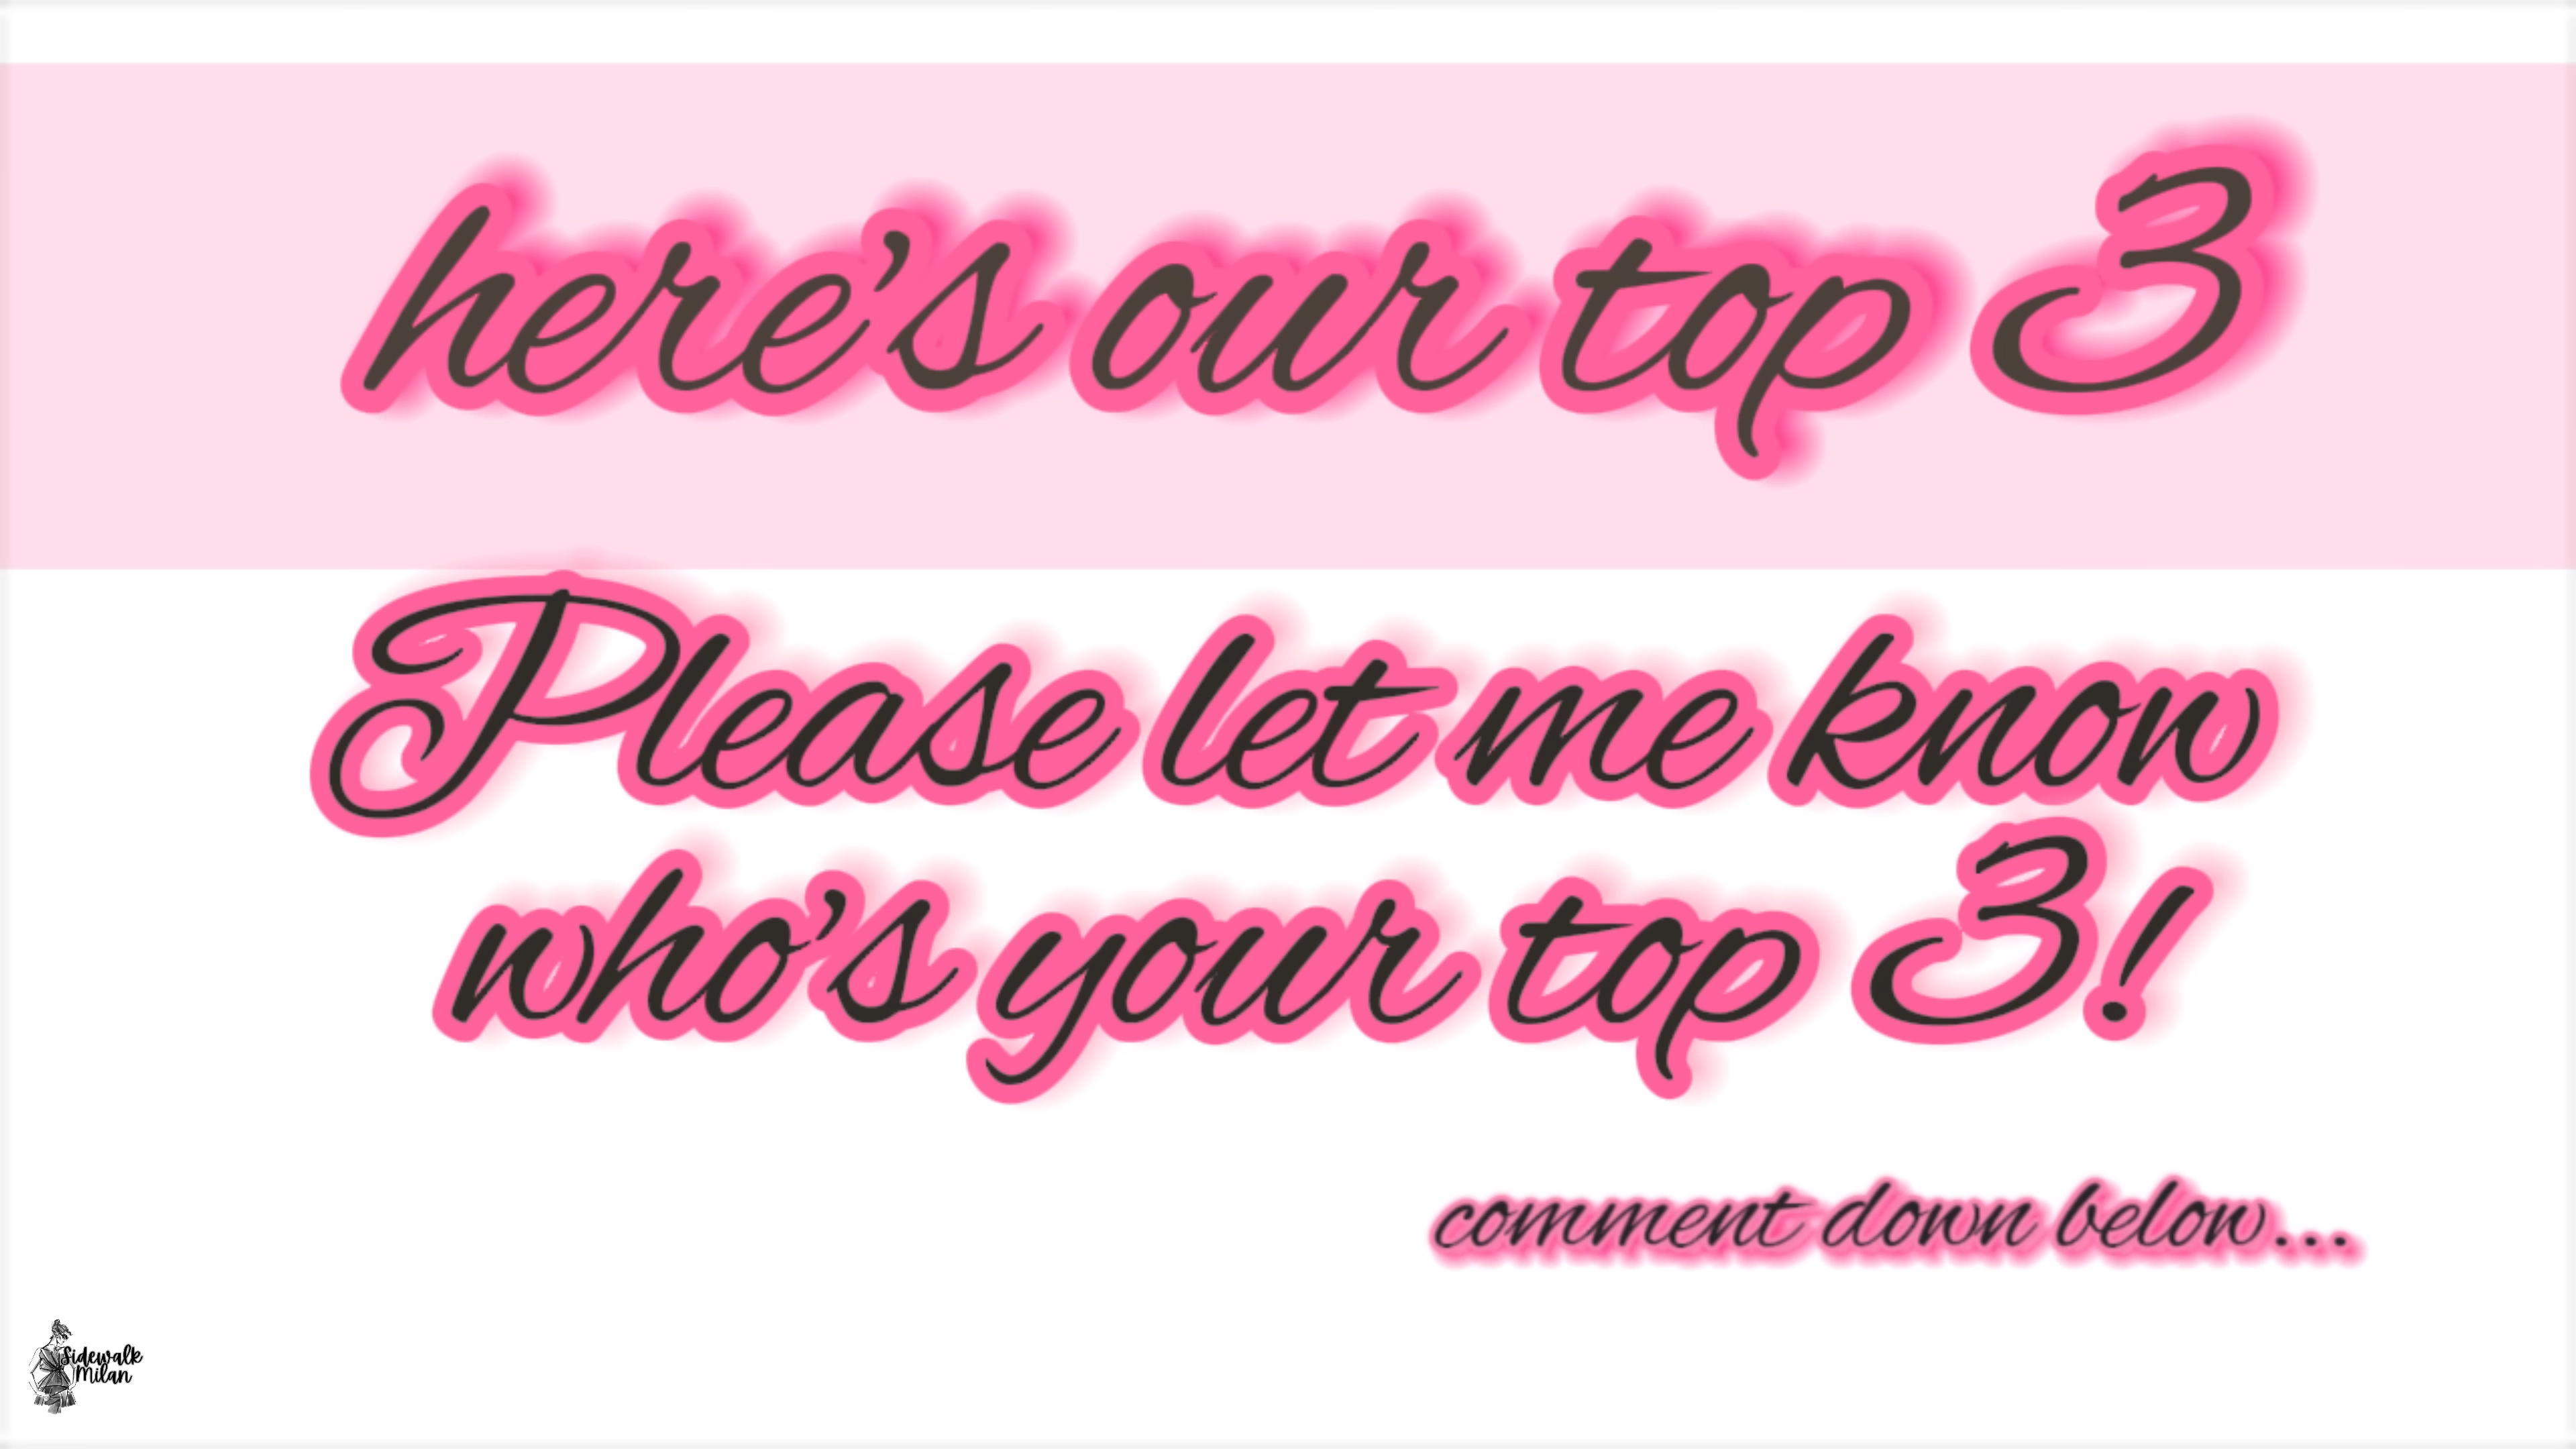 here's our top 3
Please let me know
who's your top 3!
comment down below...
Sidewalk
Milan